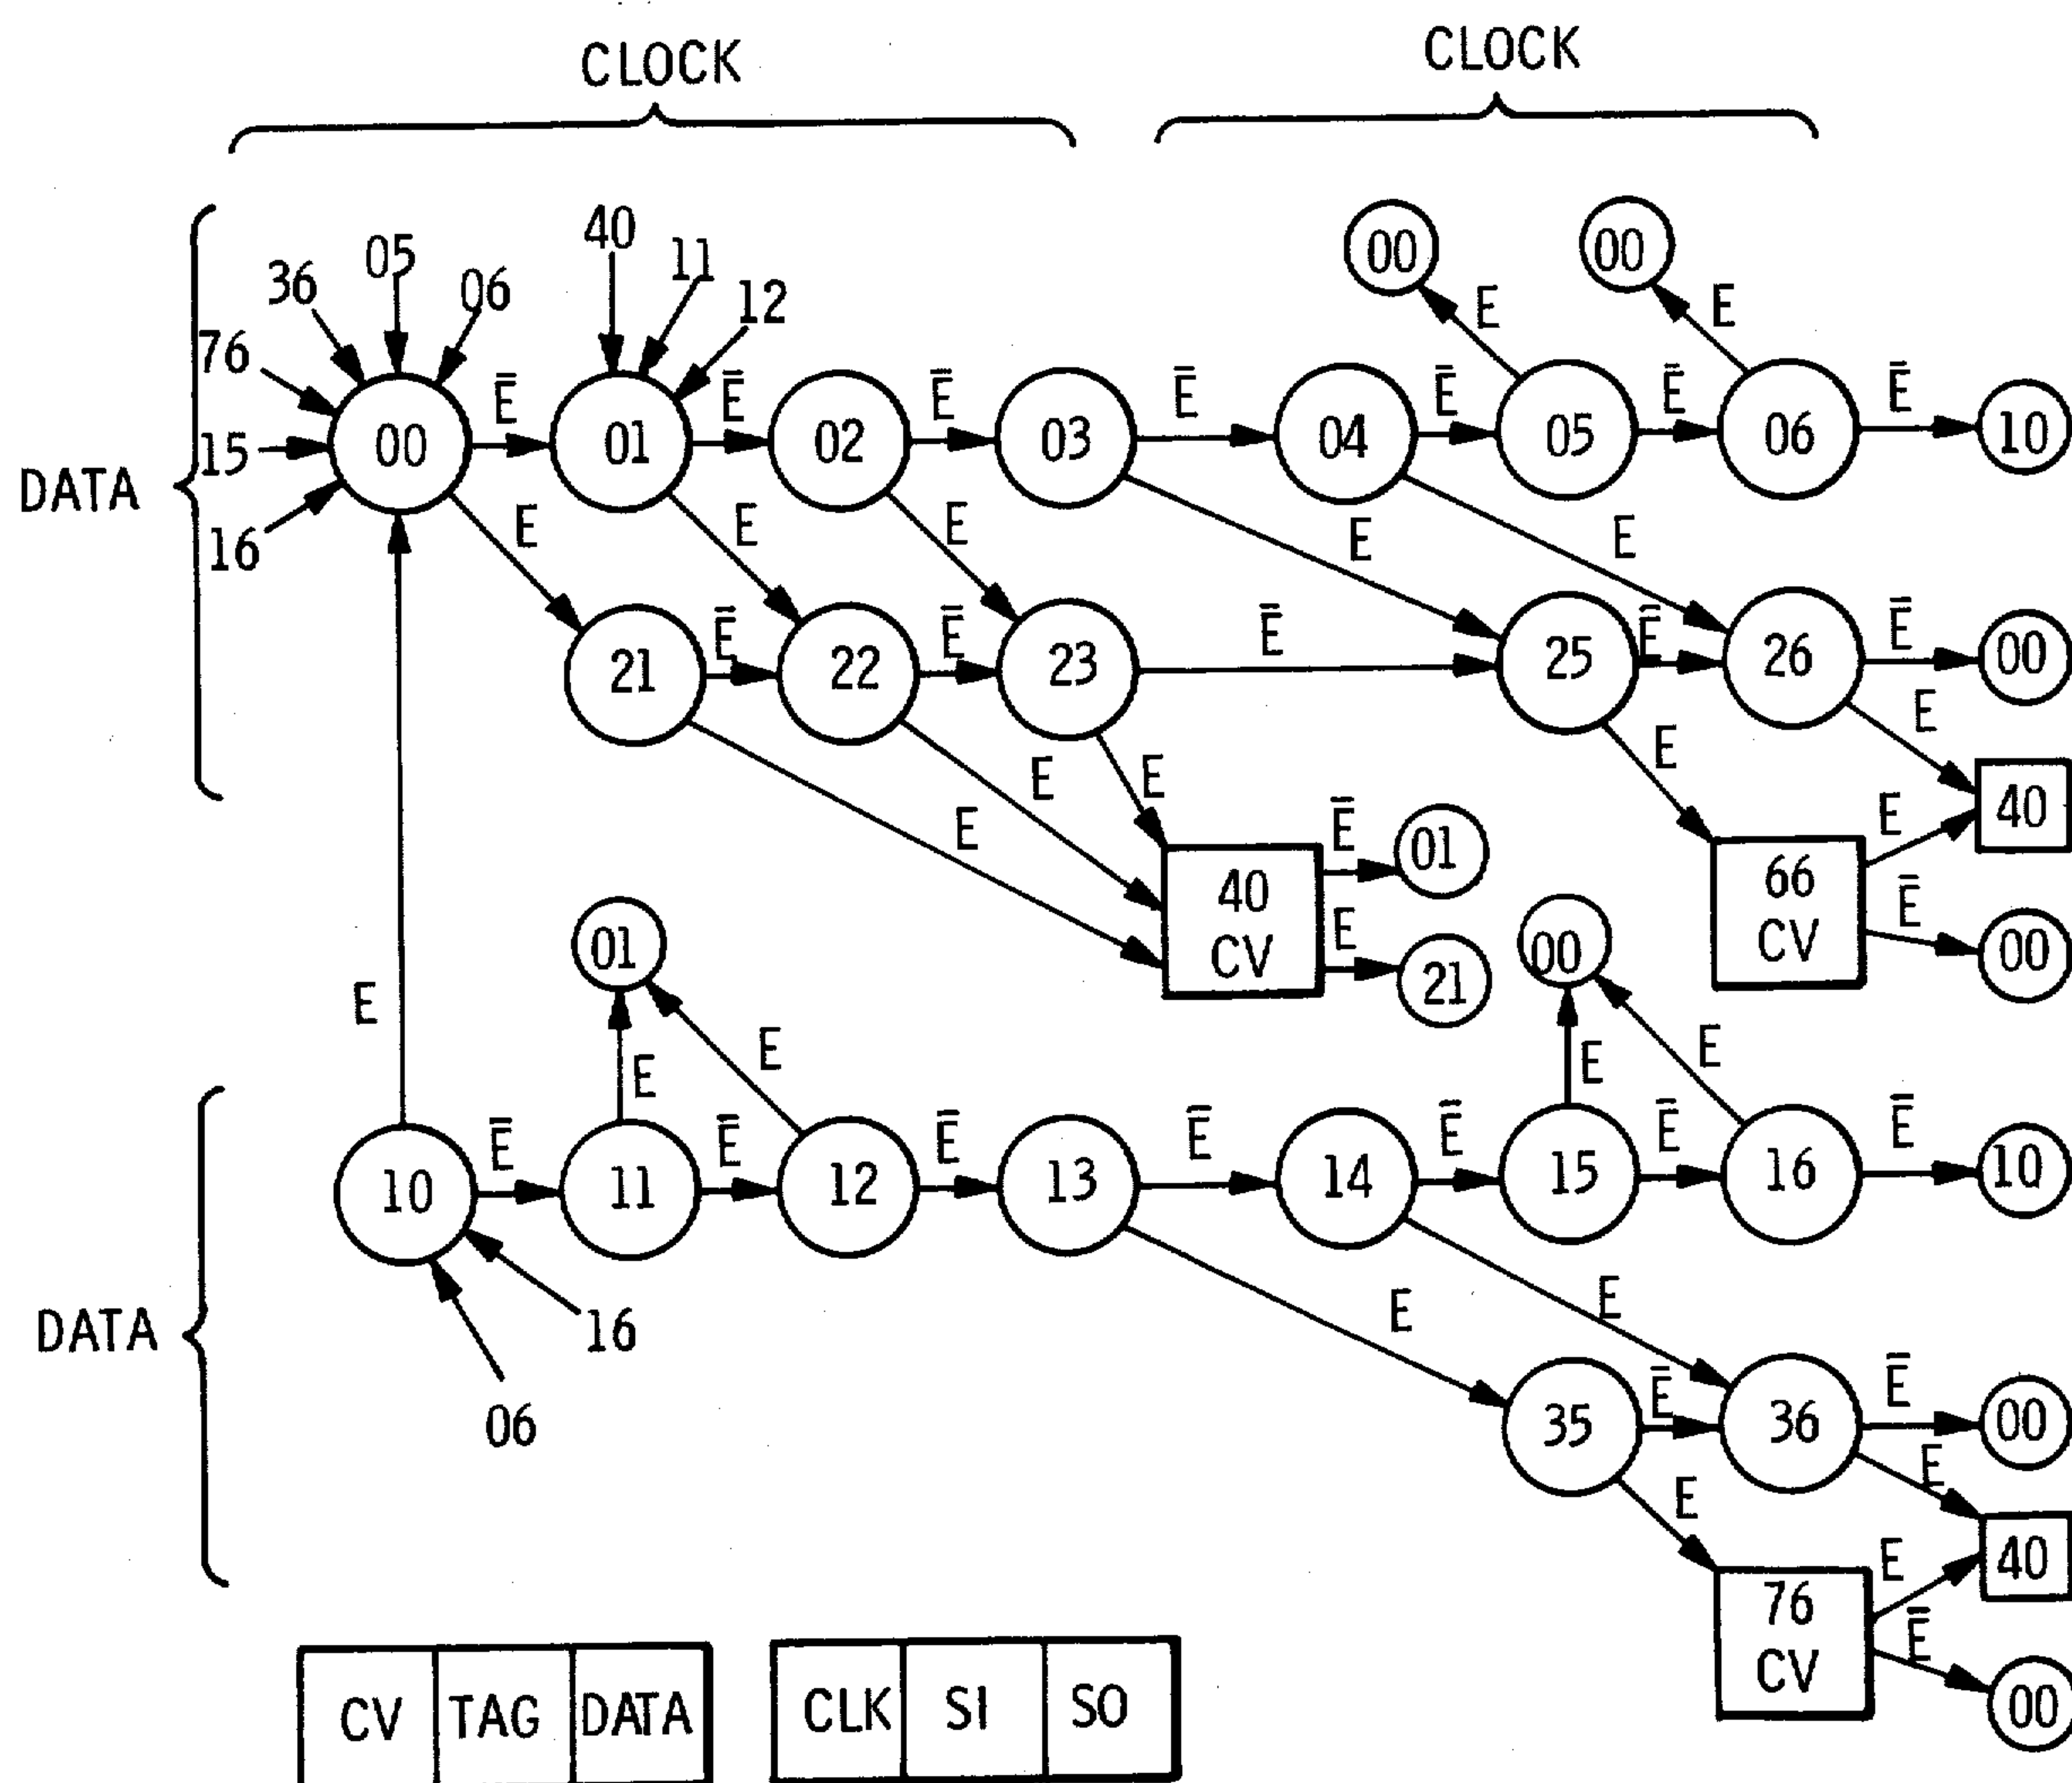 CLOCK CLOCK
40
05 11 00 00
36 06 12 E E
76
Ē Ē Ē Ē Ē Ē Ē
DATA 15 00 01 02 03 04 05 06 10
16 E E E E E
Ē Ē Ē Ē Ē
21 22 23 25 26 00
E E E E E
40
E Ē 01 66 CV E Ē
40 CV E 21 00
01 00
E E E E E
Ē Ē Ē Ē Ē Ē Ē
10 11 12 13 14 15 16 10
16 E E
DATA
06 Ē Ē
35 36 00
E E
40
76 CV E Ē
00
CV TAG DATA CLK SI SO